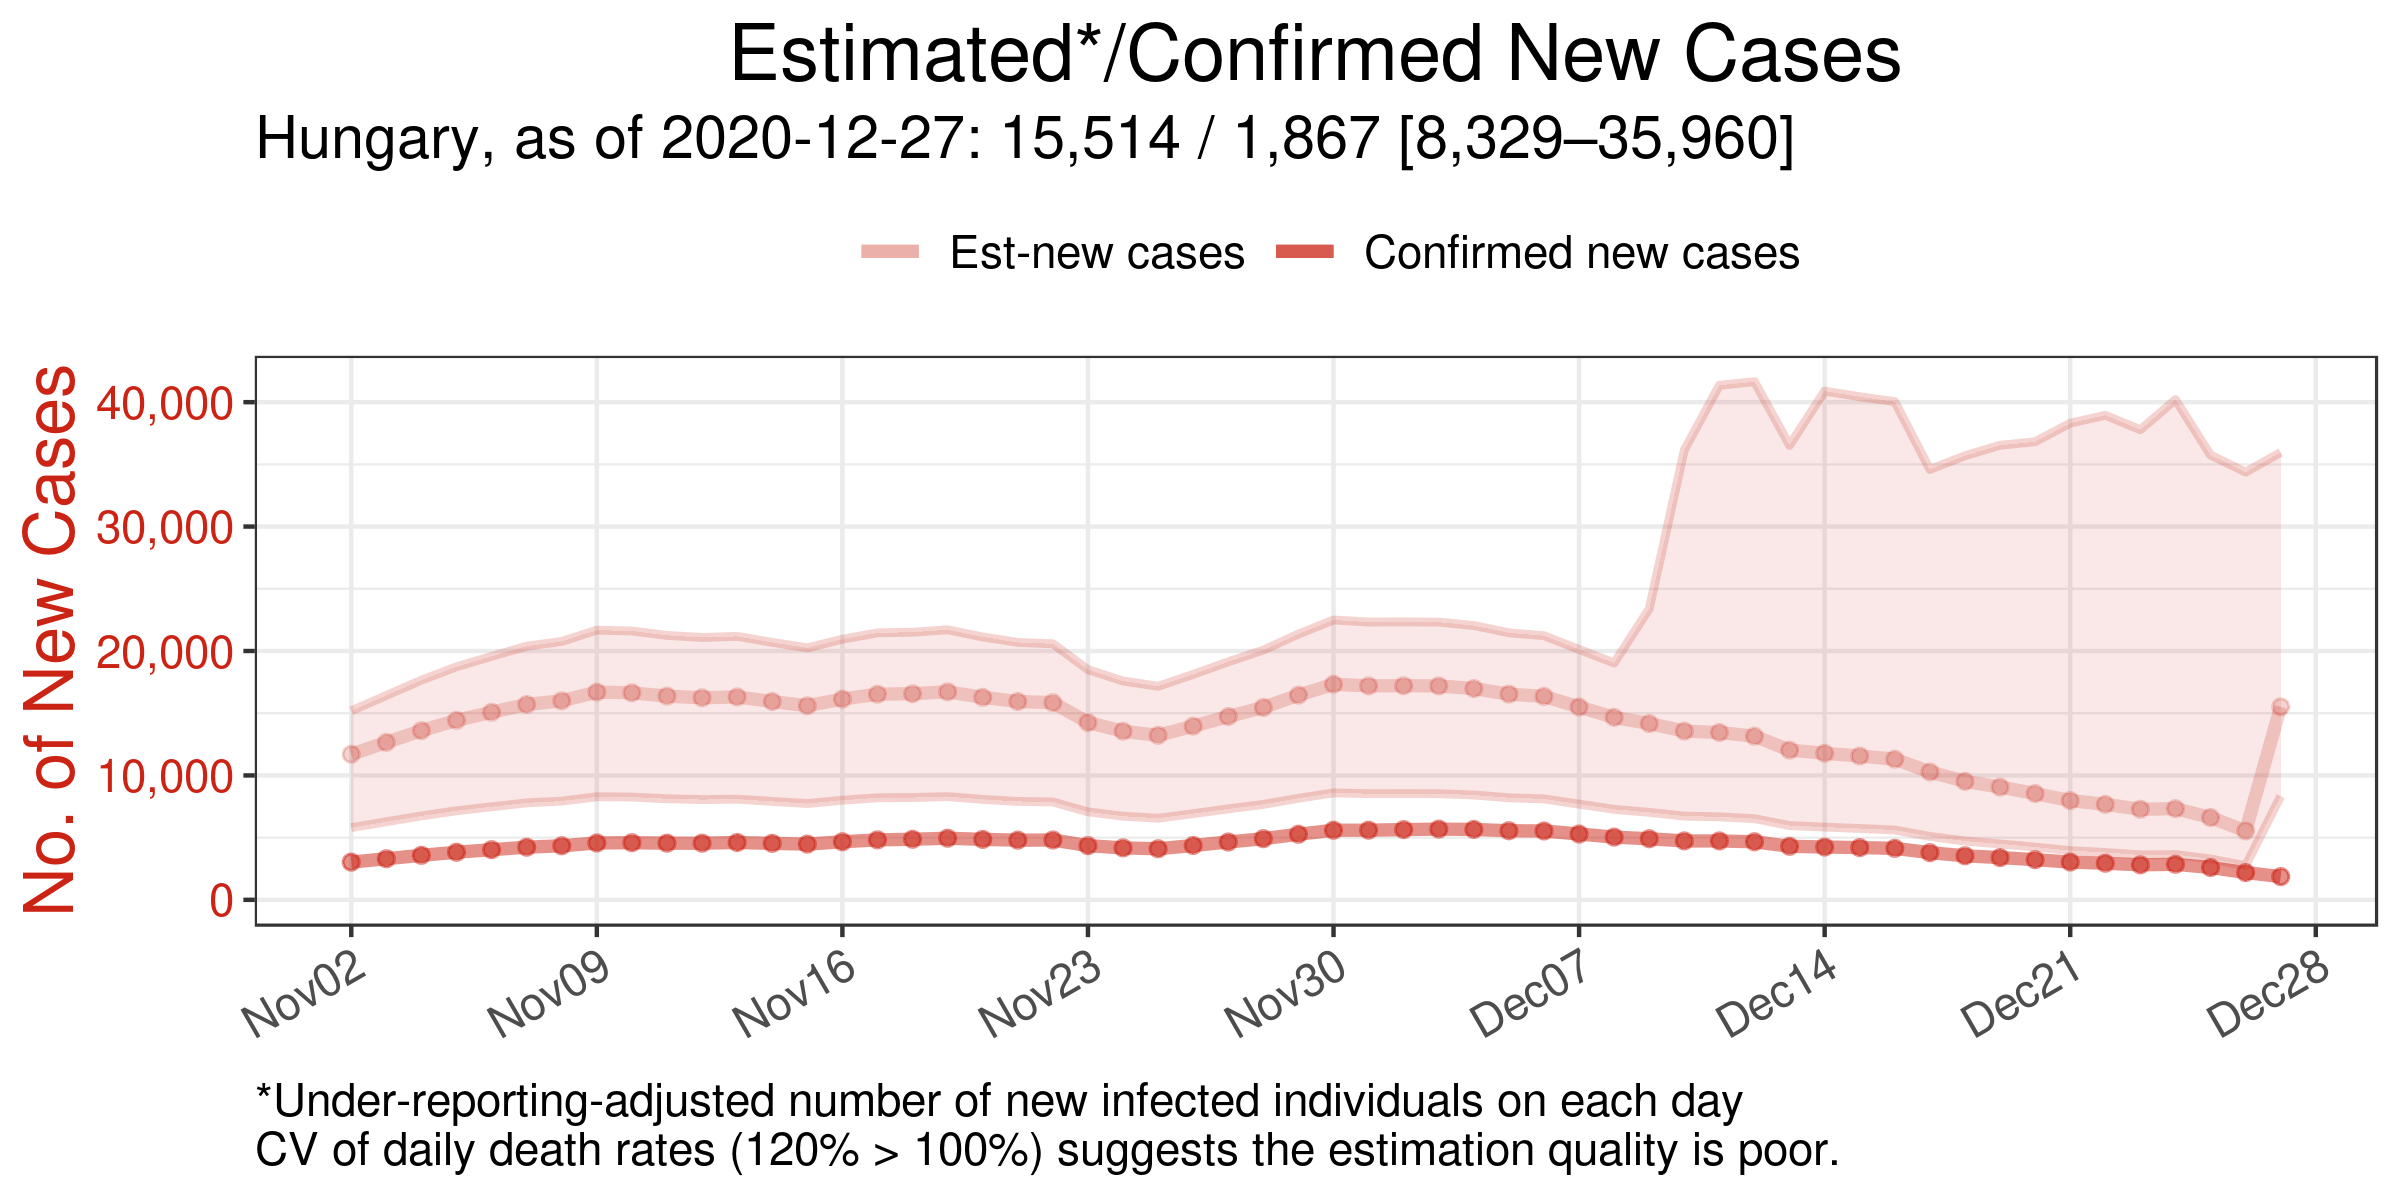 Estimated*/Confirmed New Cases
Hungary, as of 2020-12-27: 15,514 / 1,867 [8,329–35,960]
Est-new cases Confirmed new cases
No. of New Cases
40,000
30,000
20,000
10,000
0
Nov02 Nov09 Nov16 Nov23 Nov30 Dec07 Dec14 Dec21 Dec28
*Under-reporting-adjusted number of new infected individuals on each day
CV of daily death rates (120% > 100%) suggests the estimation quality is poor.